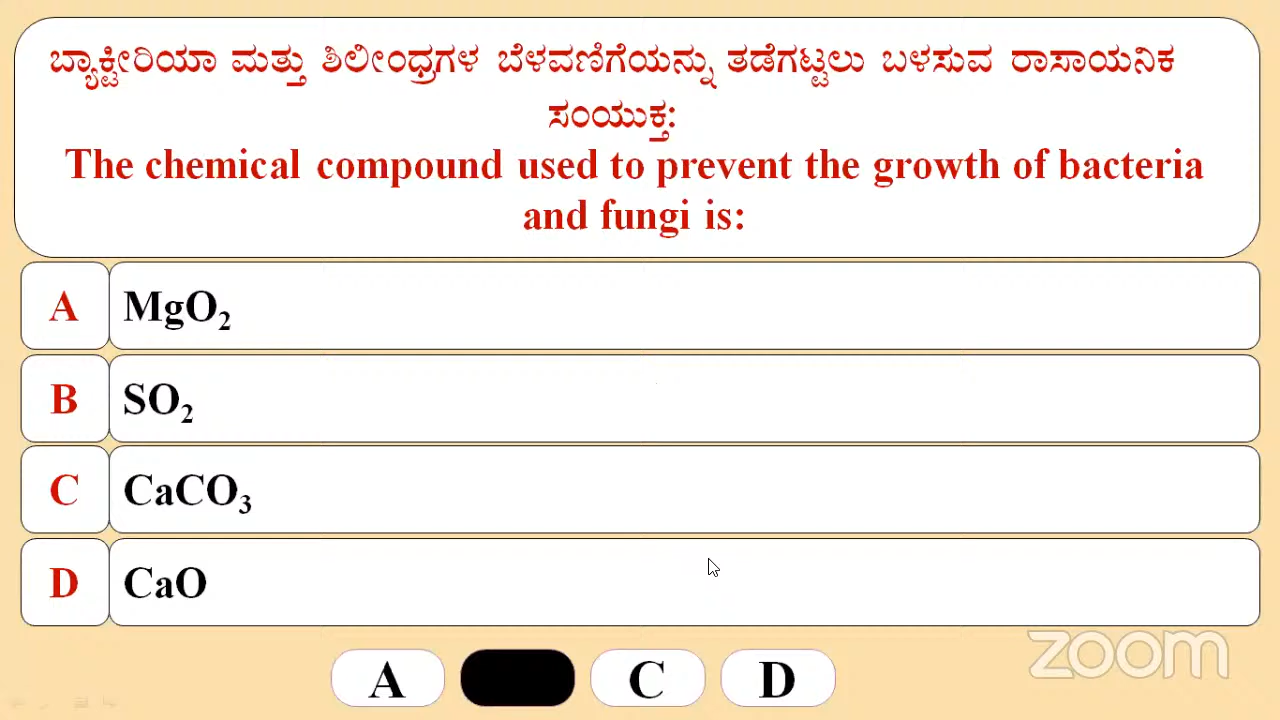 ಬ್ಯಾಕ್ಟೀರಿಯಾ ಮತ್ತು ಶಿಲೀಂಧ್ರಗಳ ಬೆಳವಣಿಗೆಯನ್ನು ತಡೆಗಟ್ಟಲು ಬಳಸುವ ರಾಸಾಯನಿಕ
ಸಂಯುಕ್ತ:
The chemical compound used to prevent the growth of bacteria
and fungi is:
A MgO₂
B SO₂
C CaCO₃
D CaO
A C D
zoom